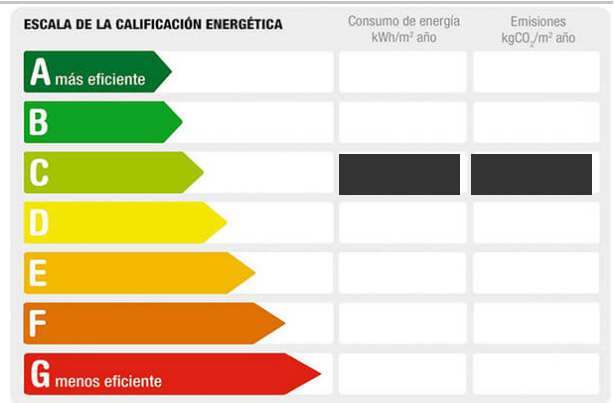 ESCALA DE LA CALIFICACIÓN ENERGÉTICA
Consumo de energía
kWh/m² año
Emisiones
kgCO₂/m² año
A más eficiente
B
C
D
E
F
G menos eficiente